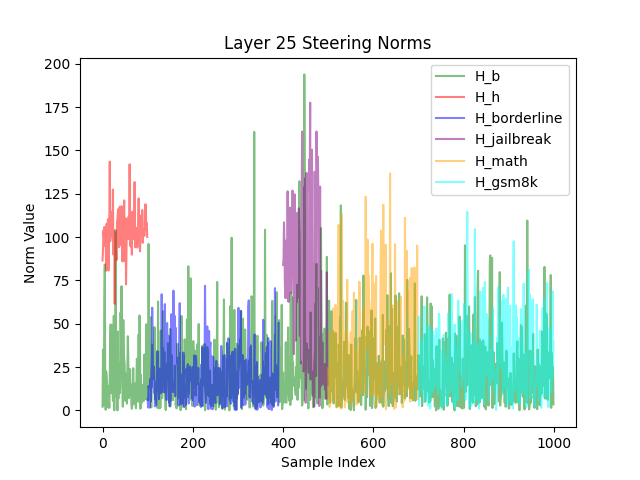 Layer 25 Steering Norms
200
175
150
125
100
75
50
25
0
Norm Value
H_b
H_h
H_borderline
H_jailbreak
H_math
H_gsm8k
0 200 400 600 800 1000
Sample Index